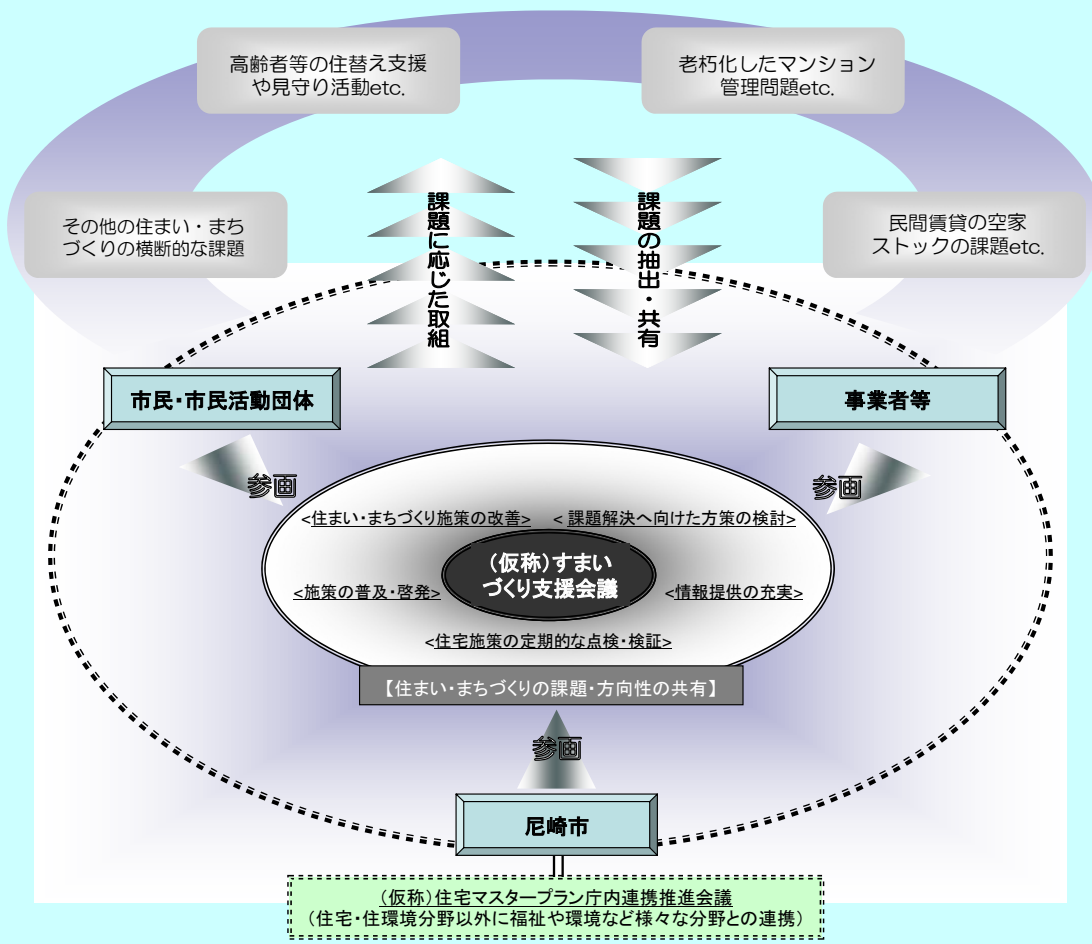 高齢者等の住替え支援
や見守り活動etc.
老朽化したマンション
管理問題etc.
その他の住まい・まち
づくりの横断的な課題
民間賃貸の空家
ストックの課題etc.
課題に応じた取組
課題の抽出・共有
市民・市民活動団体
事業者等
参画
参画
<住まい・まちづくり施策の改善>
< 課題解決へ向けた方策の検討>
(仮称)すまい
づくり支援会議
<施策の普及・啓発>
<情報提供の充実>
<住宅施策の定期的な点検・検証>
【住まい・まちづくりの課題・方向性の共有】
参画
尼崎市
(仮称)住宅マスタープラン庁内連携推進会議
(住宅・住環境分野以外に福祉や環境など様々な分野との連携)